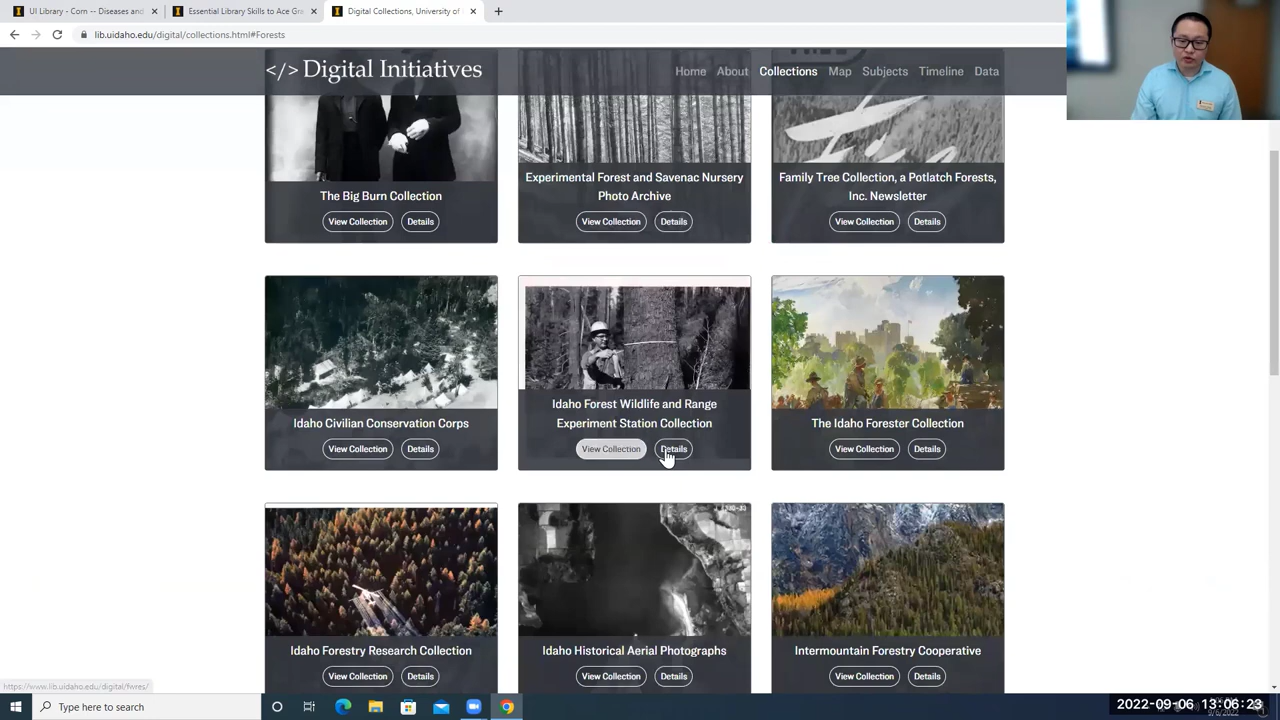 UI Library - Corn -- Diseases and
Essential Library Skills to Ace Gra
Digital Collections, University of
lib.uidaho.edu/digital/collections.html#Forests
</> Digital Initiatives
Home
About
Collections
Map
Subjects
Timeline
Data
The Big Burn Collection
View Collection
Details
Experimental Forest and Savenac Nursery
Photo Archive
View Collection
Details
Family Tree Collection, a Potlatch Forests,
Inc. Newsletter
View Collection
Details
Idaho Civilian Conservation Corps
View Collection
Details
Idaho Forest Wildlife and Range
Experiment Station Collection
View Collection
Details
The Idaho Forester Collection
View Collection
Details
Idaho Forestry Research Collection
View Collection
Details
Idaho Historical Aerial Photographs
View Collection
Details
Intermountain Forestry Cooperative
View Collection
Details
https://www.lib.uidaho.edu/digital/fwres/
Type here to search
2022-09-06 13:06:23